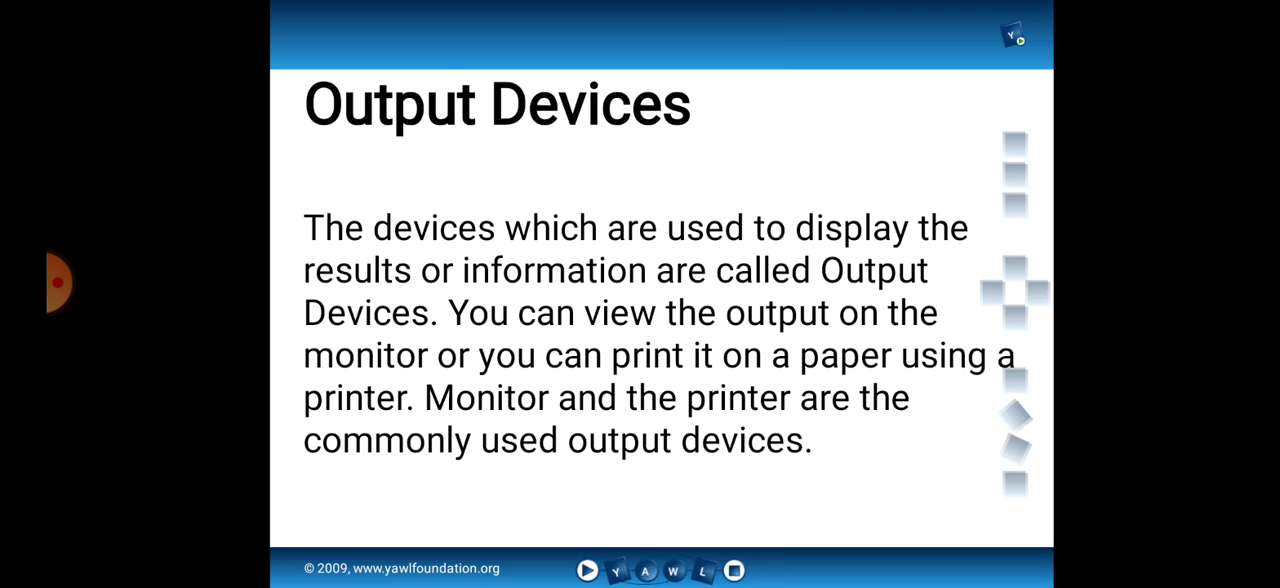 Y
Output Devices
The devices which are used to display the
results or information are called Output
Devices. You can view the output on the
monitor or you can print it on a paper using a
printer. Monitor and the printer are the
commonly used output devices.
© 2009, www.yawlfoundation.org
Y A W L